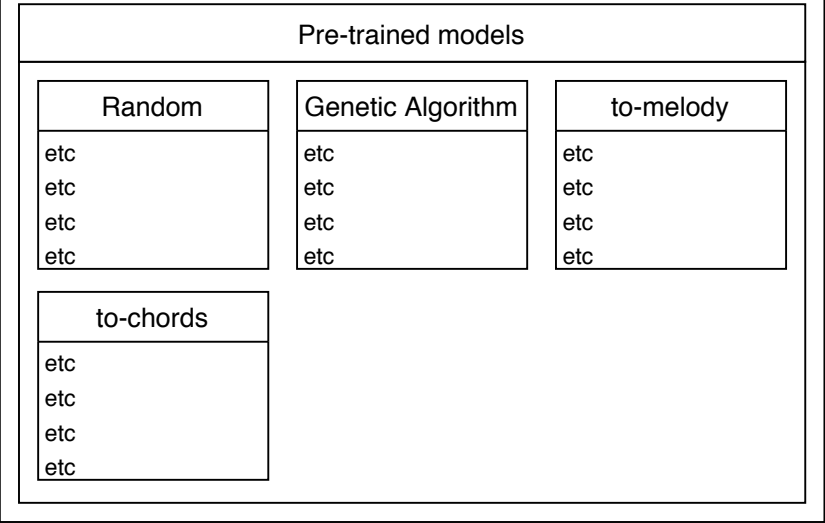 Pre-trained models
Random
etc
etc
etc
etc
Genetic Algorithm
etc
etc
etc
etc
to-melody
etc
etc
etc
etc
to-chords
etc
etc
etc
etc